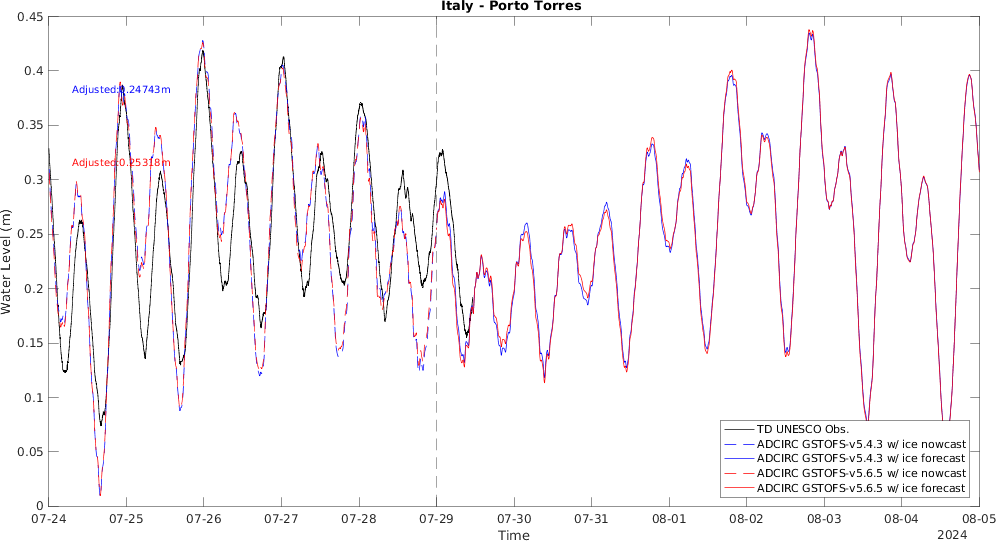 Italy - Porto Torres
Water Level (m)
0.45
0.4
0.35
0.3
0.25
0.2
0.15
0.1
0.05
0
Adjusted:0.24743m
Adjusted:0.25318m
TD UNESCO Obs.
ADCIRC GSTOFS-v5.4.3 w/ ice nowcast
ADCIRC GSTOFS-v5.4.3 w/ ice forecast
ADCIRC GSTOFS-v5.6.5 w/ ice nowcast
ADCIRC GSTOFS-v5.6.5 w/ ice forecast
07-24 07-25 07-26 07-27 07-28 07-29 07-30 07-31 08-01 08-02 08-03 08-04 08-05
Time
2024